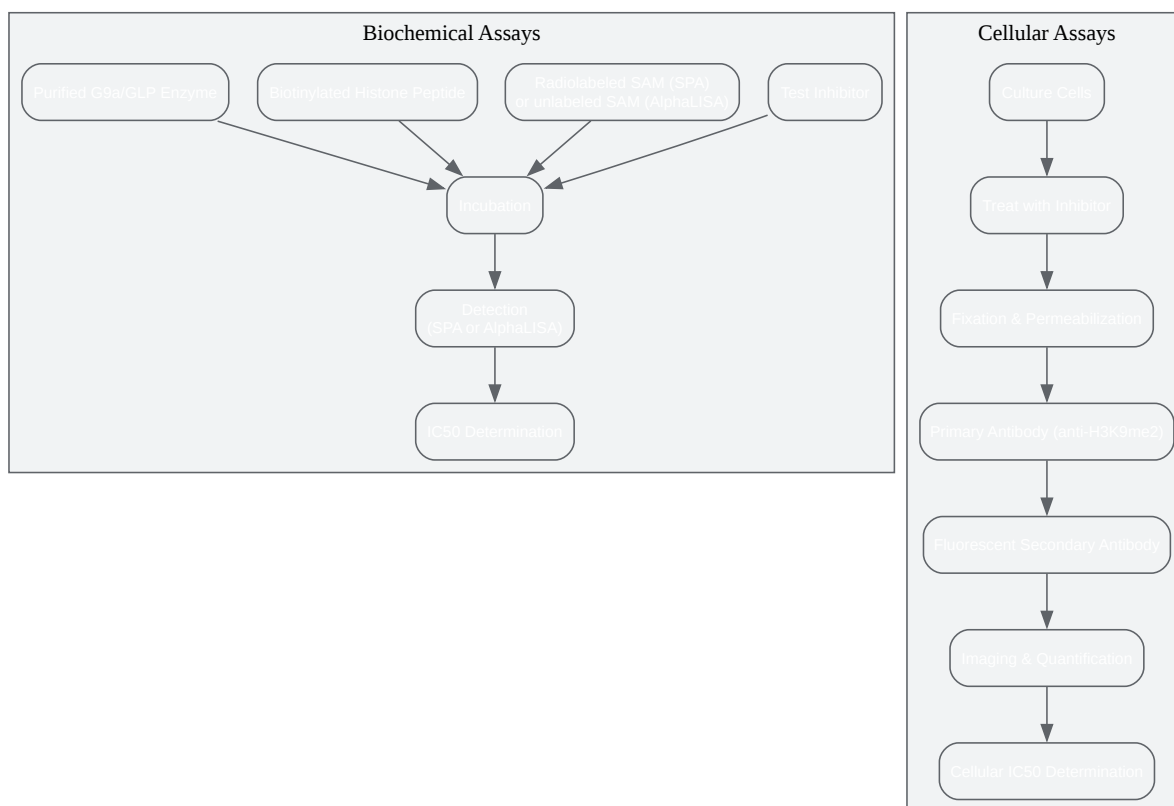 Biochemical Assays
Purified G9a/GLP Enzyme
Biotinylated Histone Peptide
Radiolabeled SAM (SPA)
or unlabeled SAM (AlphaLISA)
Test Inhibitor
Incubation
Detection
(SPA or AlphaLISA)
IC50 Determination
Cellular Assays
Culture Cells
Treat with Inhibitor
Fixation & Permeabilization
Primary Antibody (anti-H3K9me2)
Fluorescent Secondary Antibody
Imaging & Quantification
Cellular IC50 Determination